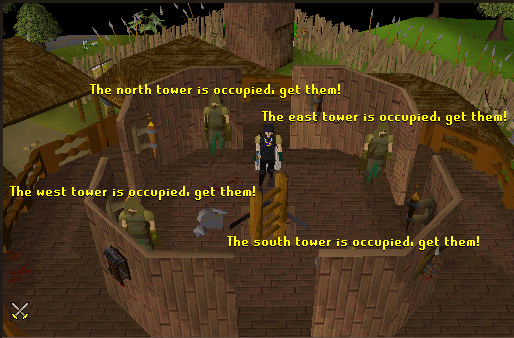 The north tower is occupied, get them!
The east tower is occupied, get them!
The west tower is occupied, get them!
The south tower is occupied, get them!